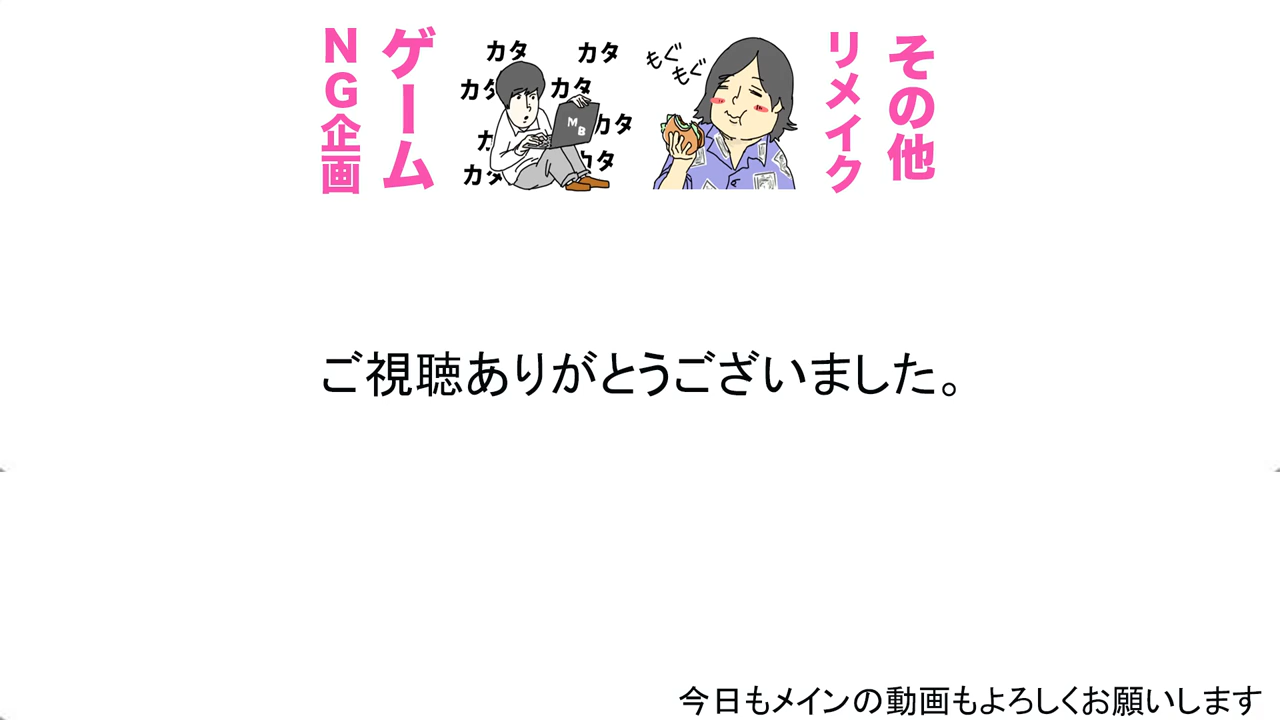 ゲーム
NG企画
カタ
カタ
カタ
カタ
カタ
カタ
カタ
カタ
MB
もぐ
もぐ
その他
リメイク
ご視聴ありがとうございました。
今日もメインの動画もよろしくお願いします